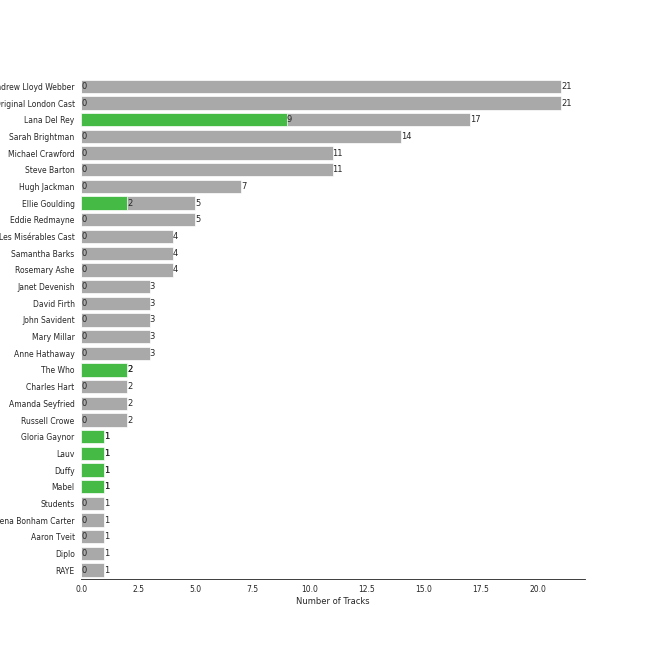 drew Lloyd Webber 0 21
riginal London Cast 0 21
Lana Del Rey 9 17
Sarah Brightman 0 14
Michael Crawford 0 11
Steve Barton 0 11
Hugh Jackman 0 7
Ellie Goulding 2 5
Eddie Redmayne 0 5
Les Misérables Cast 0 4
Samantha Barks 0 4
Rosemary Ashe 0 4
Janet Devenish 0 3
David Firth 0 3
John Savident 0 3
Mary Millar 0 3
Anne Hathaway 0 3
The Who 2
Charles Hart 0 2
Amanda Seyfried 0 2
Russell Crowe 0 2
Gloria Gaynor 1
Lauv 1
Duffy 1
Mabel 1
Students 0 1
ena Bonham Carter 0 1
Aaron Tveit 0 1
Diplo 0 1
RAYE 0 1
0.0 2.5 5.0 7.5 10.0 12.5 15.0 17.5 20.0
Number of Tracks